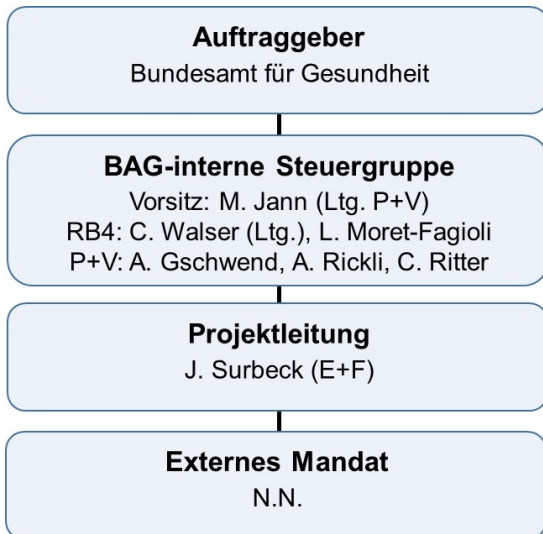 Auftraggeber
Bundesamt für Gesundheit
BAG-interne Steuergruppe
Vorsitz: M. Jann (Ltg. P+V)
RB4: C. Walser (Ltg.), L. Moret-Fagioli
P+V: A. Gschwend, A. Rickli, C. Ritter
Projektleitung
J. Surbeck (E+F)
Externes Mandat
N.N.